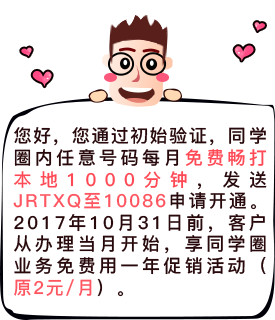 您好，您通过初始验证，同学
圈内任意号码每月免费畅打
本地1000分钟，发送
JRTXQ至10086申请开通。
2017年10月31日前，客户
从办理当月开始，享同学圈
业务免费用一年促销活动（
原2元/月）。